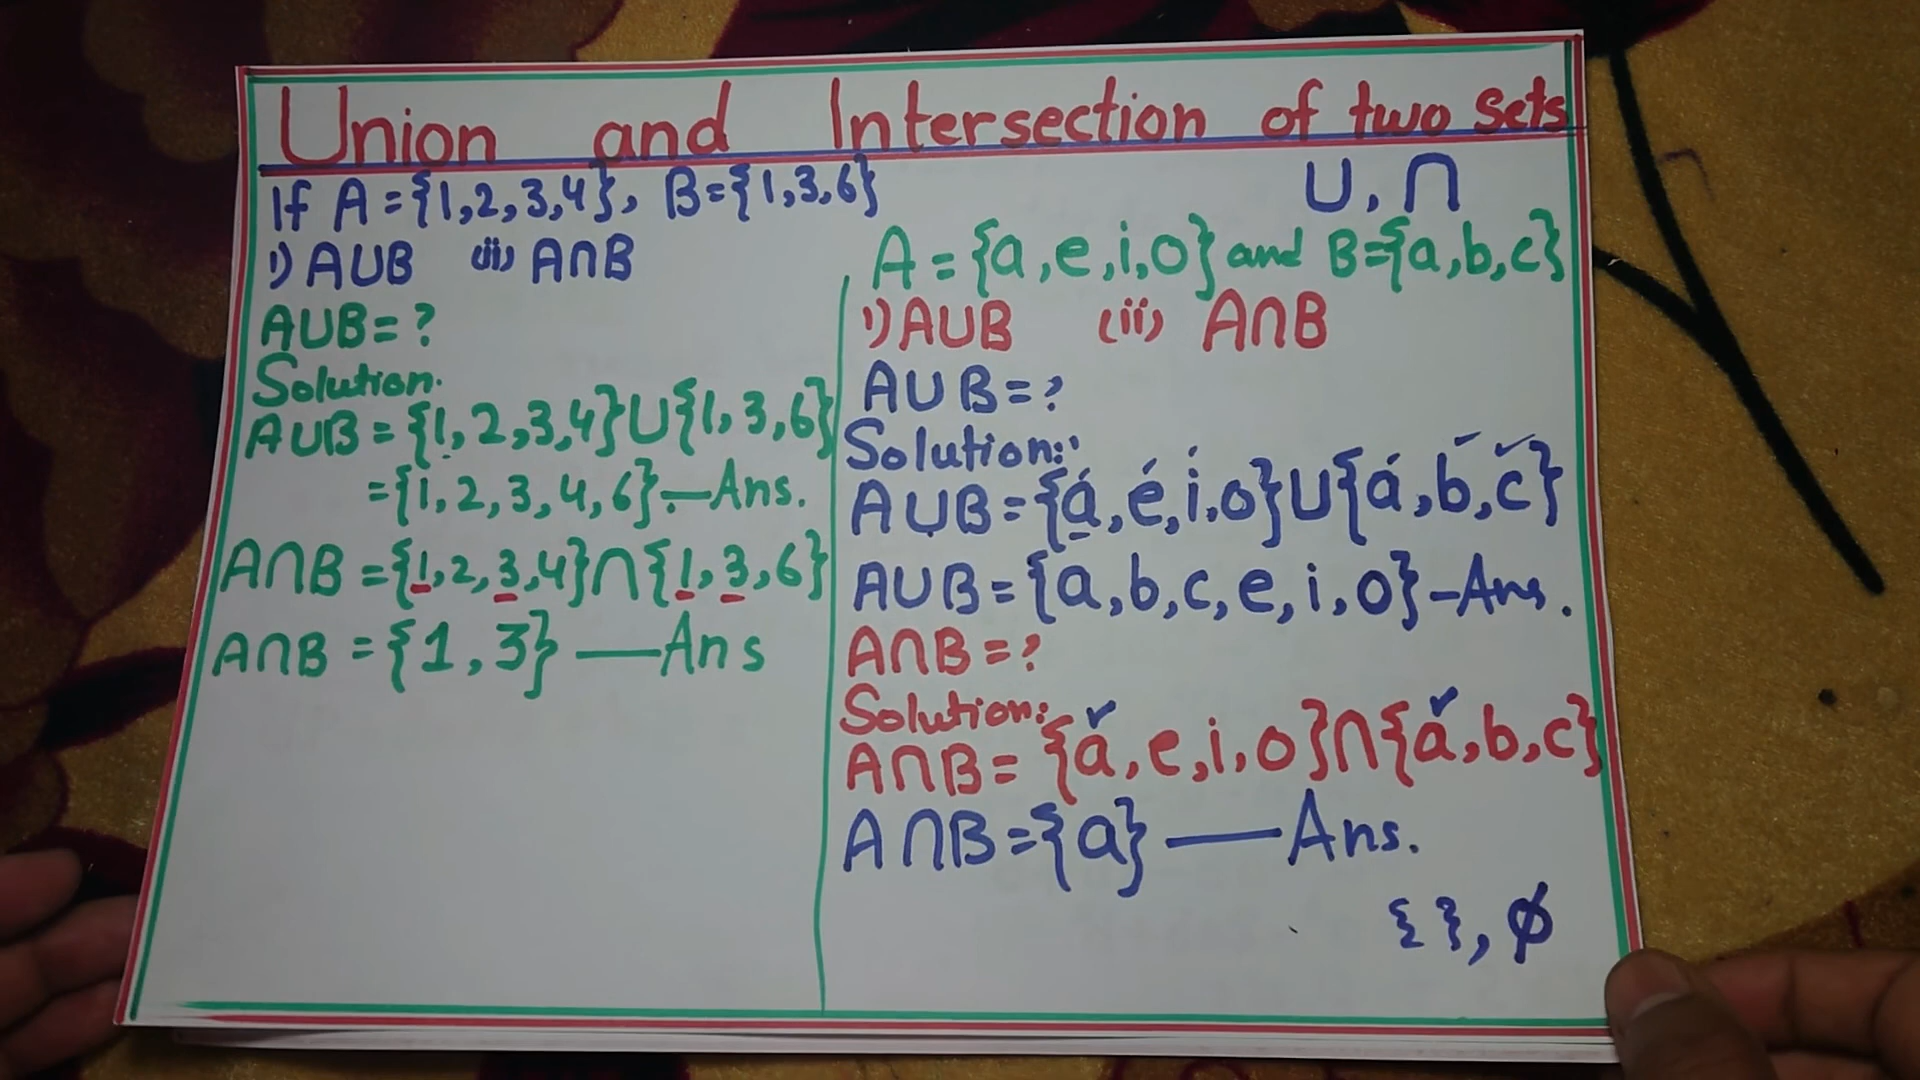 Union and Intersection of two sets
If A = {1,2,3,4}, B={1,3,6}
i) A∪B (ii) A∩B
A∪B = ?
Solution.
A∪B = {1,2,3,4}∪{1,3,6}
={1,2,3,4,6}.—Ans.
A∩B ={1,2,3,4}∩{1,3,6}
A∩B ={1,3} —Ans
∪,∩
A={a,e,i,o} and B={a,b,c}
i) A∪B (ii) A∩B
A∪B=?
Solution:
A∪B={a,e,i,o}∪{a,b,c}
A∪B={a,b,c,e,i,o}–Ans.
A∩B=?
Solution:
A∩B={a,e,i,o}∩{a,b,c}
A∩B={a} — Ans.
{ }, ϕ